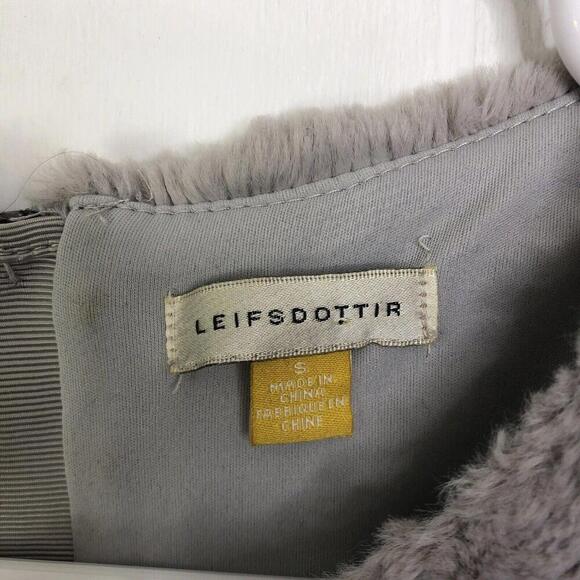 LEIFSDOTTIR
S
MADE IN
CHINA
FABRIQUE EN
CHINE